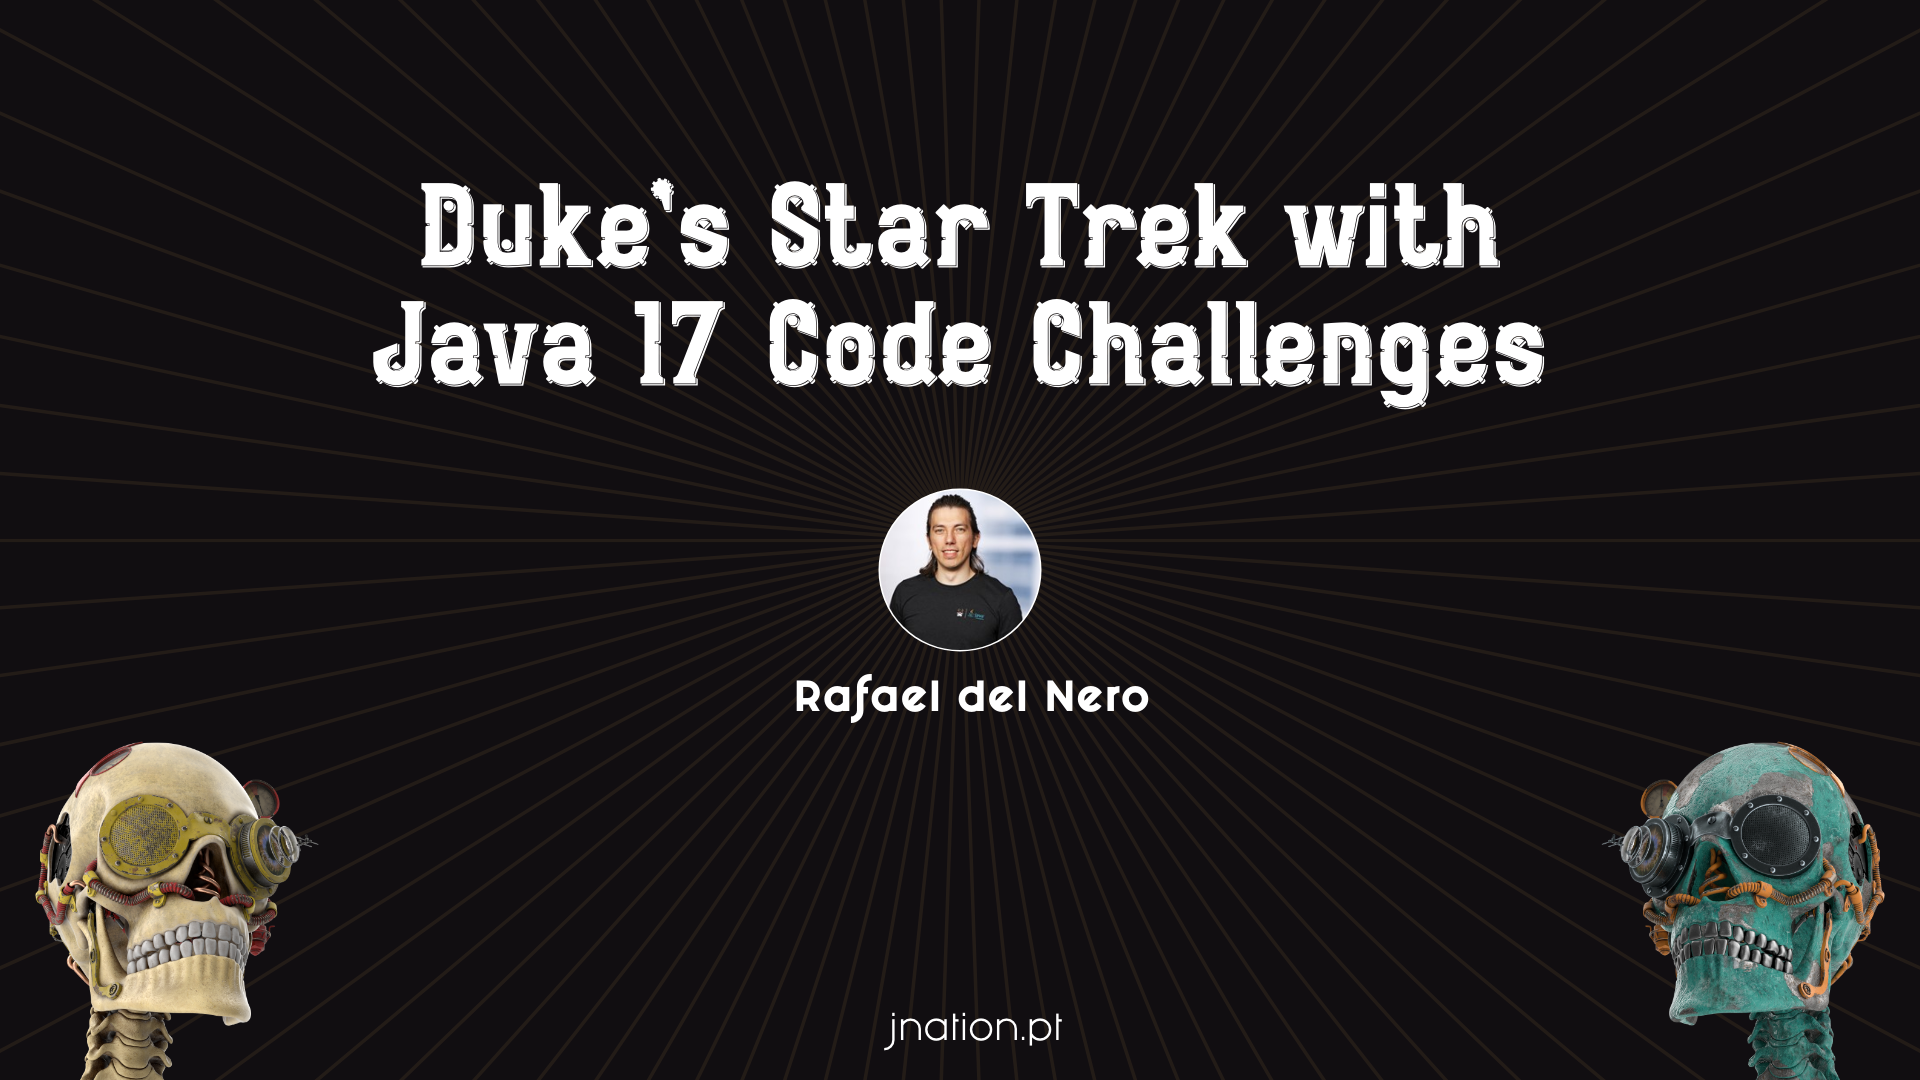 Duke's Star Trek with
Java 17 Code Challenges
Rafael del Nero
jnation.pt